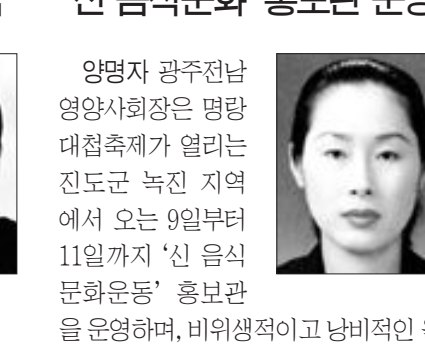 신 음식문화 홍보관 운영
양명자 광주전남
영양사회장은 명랑
대첩축제가 열리는
진도군 녹진 지역
에서 오는 9일부터
11일까지 ‘신 음식
문화운동’ 홍보관
을 운영하며, 비위생적이고 낭비적인